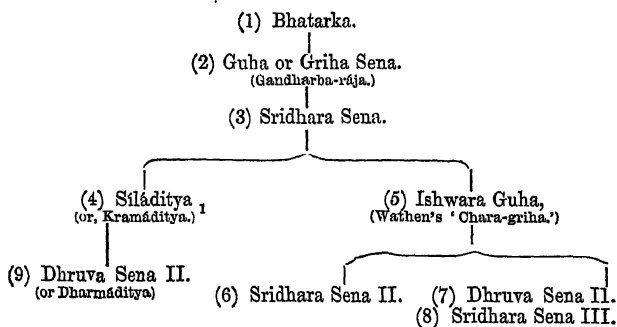 (1) Bhatarka.
(2) Guha or Griha Sena.
(Gandharba-rája.)
(3) Sridhara Sena.
(4) Síláditya
(or, Kramáditya.) 1
(5) Ishwara Guha,
(Wathen's ‘Chara-griha.’)
(9) Dhruva Sena II.
(or Dharmáditya)
(6) Sridhara Sena II.
(7) Dhruva Sena II.
(8) Sridhara Sena III.